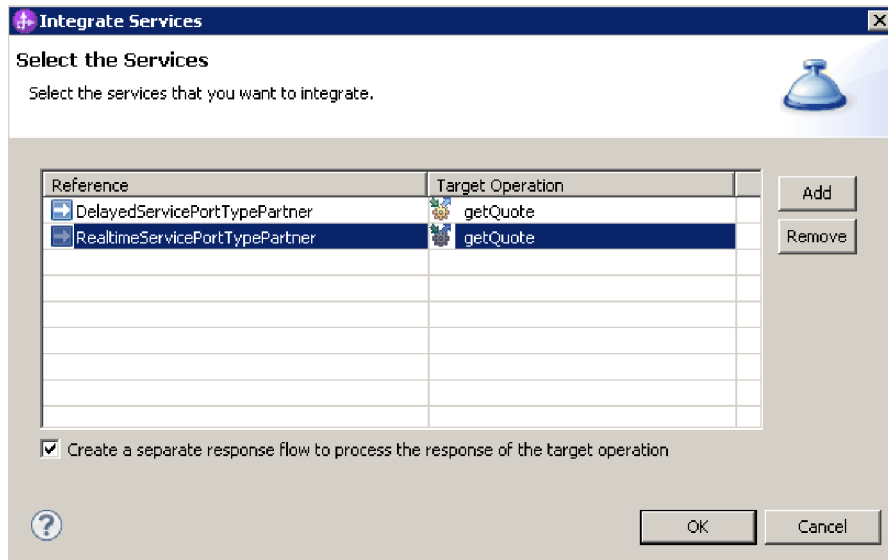 Integrate Services
Select the Services
Select the services that you want to integrate.
Reference Target Operation
DelayedServicePortTypePartner getQuote
RealtimeServicePortTypePartner getQuote
Add
Remove
Create a separate response flow to process the response of the target operation
?
OK Cancel